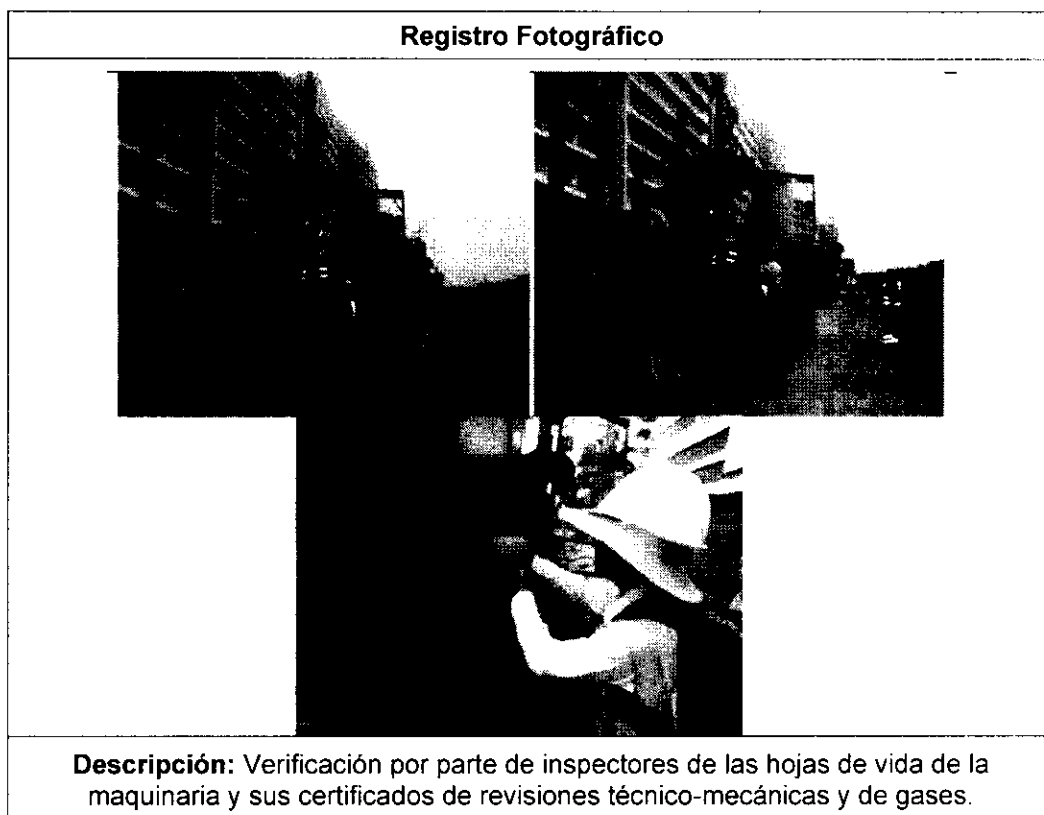 Registro Fotográfico
Descripción: Verificación por parte de inspectores de las hojas de vida de la
maquinaria y sus certificados de revisiones técnico-mecánicas y de gases.